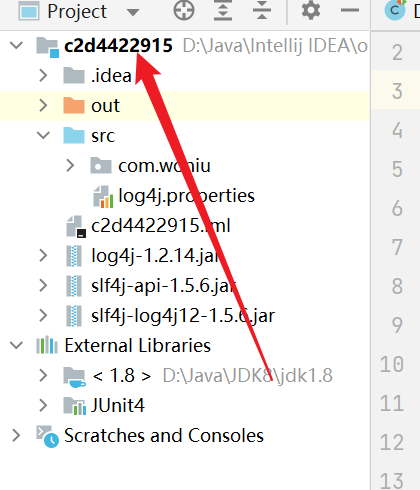 Project
c2d4422915 D:\Java\Intellij IDEA\o
.idea
out
src
com.woniu
log4j.properties
c2d4422915.iml
log4j-1.2.14.jar
slf4j-api-1.5.6.jar
slf4j-log4j12-1.5.6.jar
External Libraries
< 1.8 > D:\Java\JDK8\jdk1.8
JUnit4
Scratches and Consoles
D
2
3
4
5
6
7
8
9
10
11
12
13